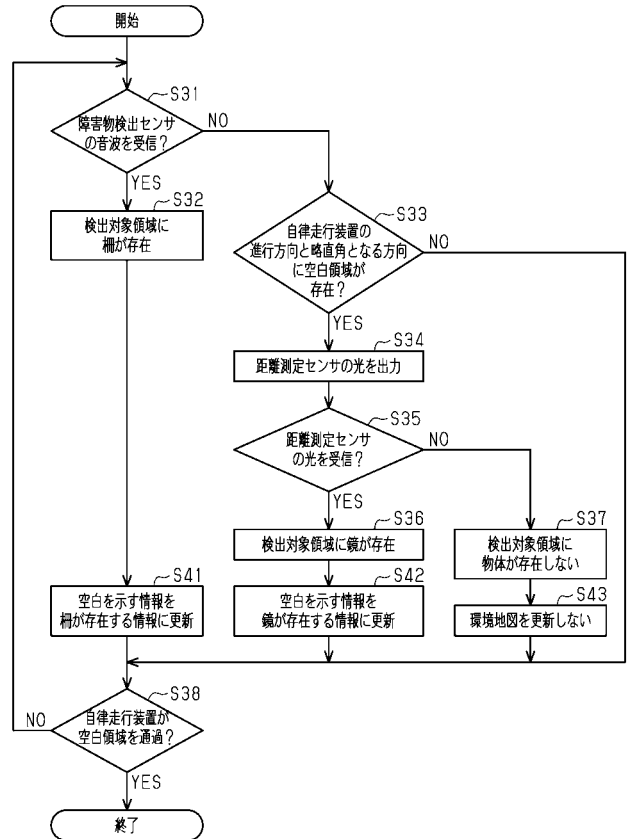 開始
S31
障害物検出センサ
の音波を受信?
NO
YES
S32
検出対象領域に
柵が存在
S33
自律走行装置の
進行方向と略直角となる方向
に空白領域が
存在?
NO
YES
S34
距離測定センサの光を出力
S35
距離測定センサ
の光を受信?
NO
YES
S36
検出対象領域に鏡が存在
S37
検出対象領域に
物体が存在しない
S41
空白を示す情報を
柵が存在する情報に更新
S42
空白を示す情報を
鏡が存在する情報に更新
S43
環境地図を更新しない
S38
自律走行装置が
空白領域を通過?
NO
YES
終了